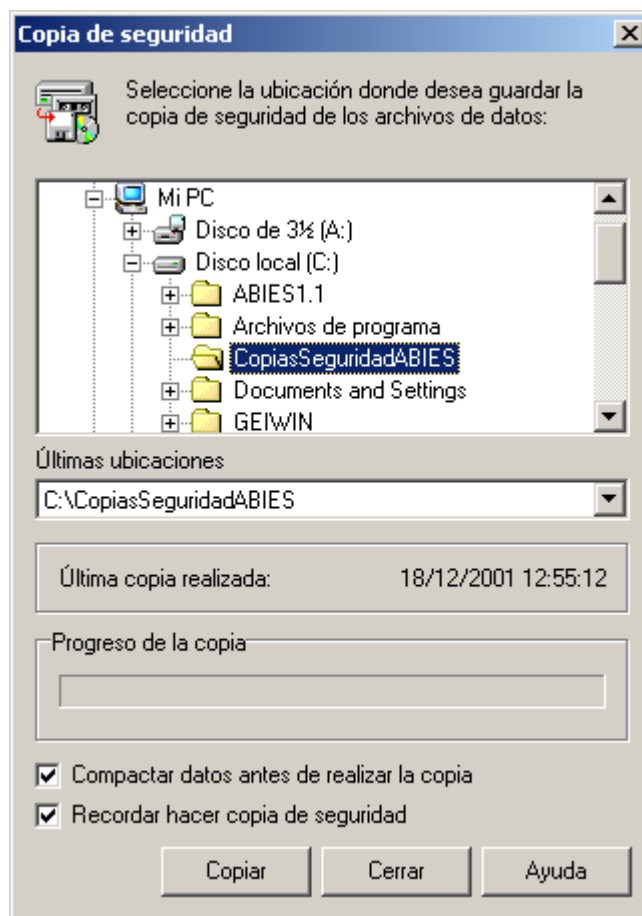 Copia de seguridad
Seleccione la ubicación donde desea guardar la
copia de seguridad de los archivos de datos:
Mi PC
Disco de 3½ (A:)
Disco local (C:)
ABIES1.1
Archivos de programa
CopiasSeguridadABIES
Documents and Settings
GEIWIN
Últimas ubicaciones
C:\CopiasSeguridadABIES
Última copia realizada: 18/12/2001 12:55:12
Progreso de la copia
Compactar datos antes de realizar la copia
Recordar hacer copia de seguridad
Copiar Cerrar Ayuda